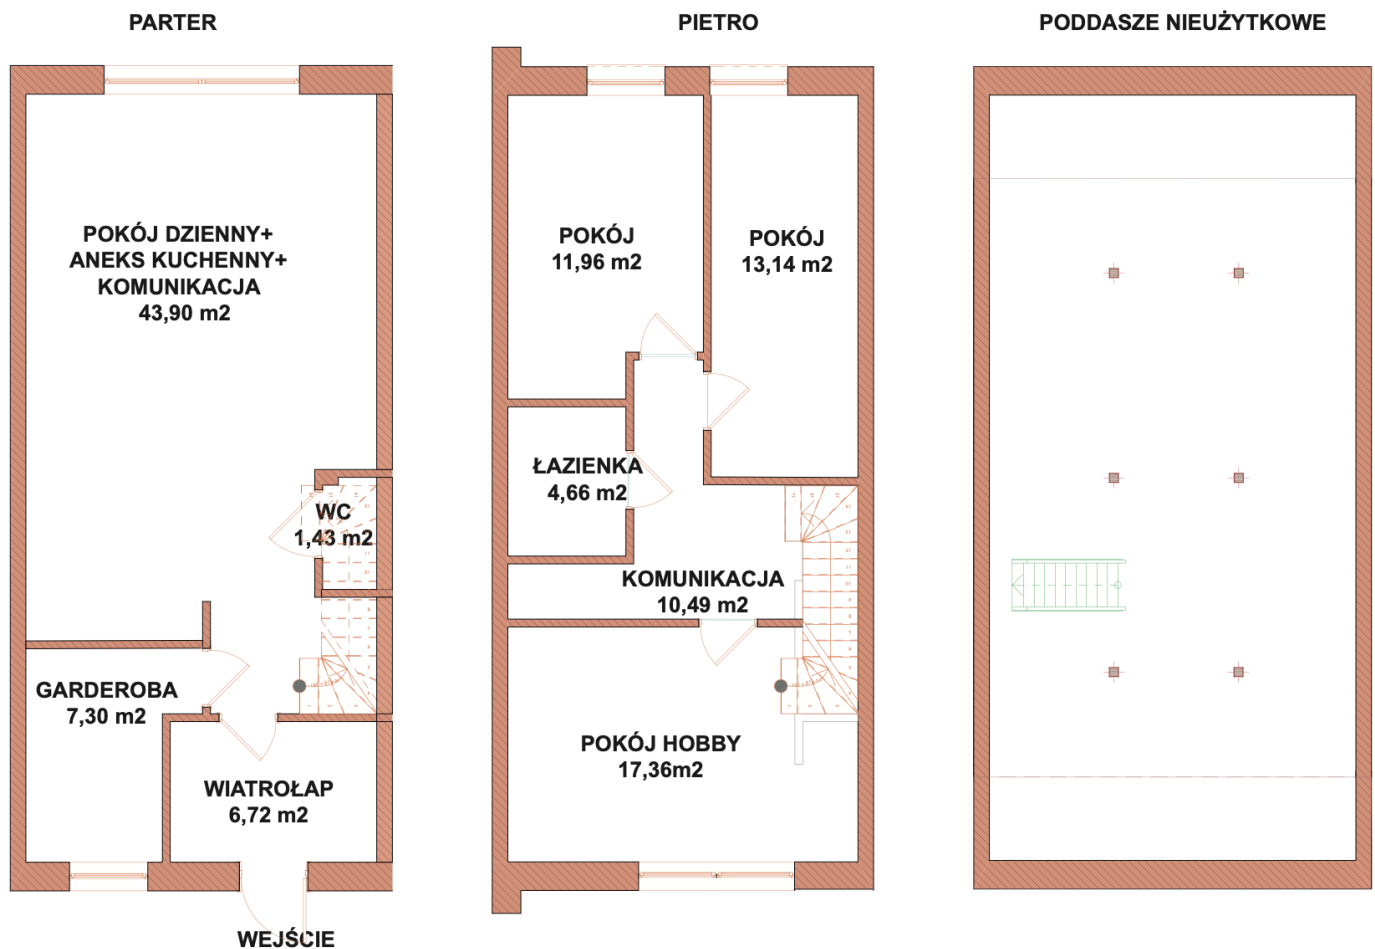 PARTER
POKÓJ DZIENNY+
ANEKS KUCHENNY+
KOMUNIKACJA
43,90 m2
WC
1,43 m2
GARDEROBA
7,30 m2
WIATROŁAP
6,72 m2
WEJŚCIE
PIETRO
POKÓJ
11,96 m2
POKÓJ
13,14 m2
ŁAZIENKA
4,66 m2
KOMUNIKACJA
10,49 m2
POKÓJ HOBBY
17,36m2
PODDASZE NIEUŻYTKOWE